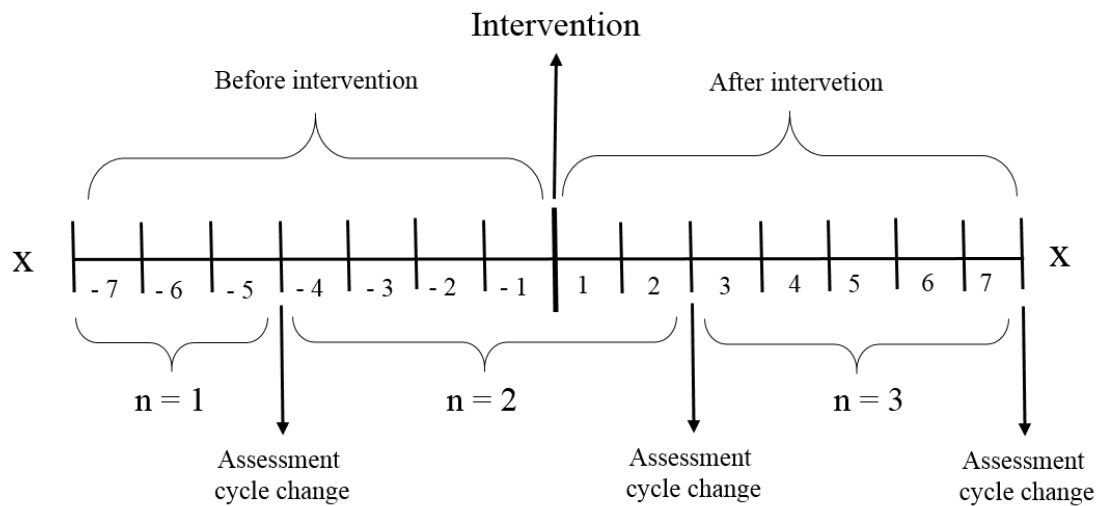 Intervention
Before intervention
After intervetion
X
- 7 - 6 - 5 - 4 - 3 - 2 - 1 1 2 3 4 5 6 7
X
n = 1
n = 2
n = 3
Assessment
cycle change
Assessment
cycle change
Assessment
cycle change